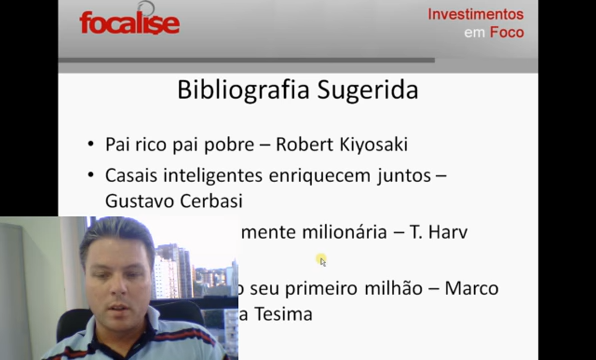 focalise
Investimentos
em Foco
Bibliografia Sugerida
• Pai rico pai pobre – Robert Kiyosaki
• Casais inteligentes enriquecem juntos –
Gustavo Cerbasi
mente milionária – T. Harv
o seu primeiro milhão – Marco
a Tesima